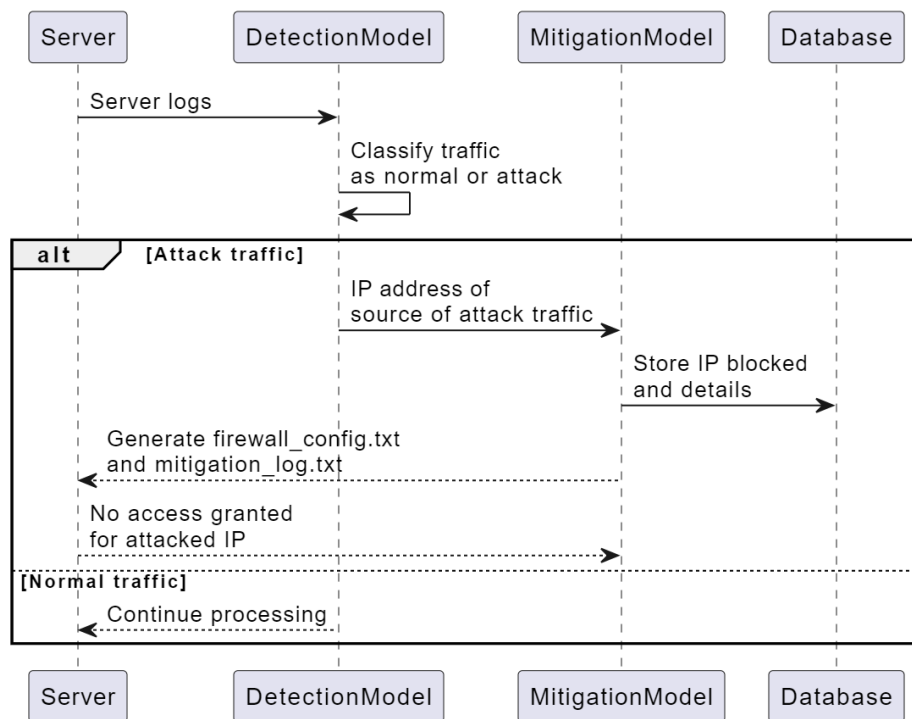 Server
DetectionModel
MitigationModel
Database
Server logs
Classify traffic
as normal or attack
alt
[Attack traffic]
IP address of
source of attack traffic
Store IP blocked
and details
Generate firewall_config.txt
and mitigation_log.txt
No access granted
for attacked IP
[Normal traffic]
Continue processing
Server
DetectionModel
MitigationModel
Database